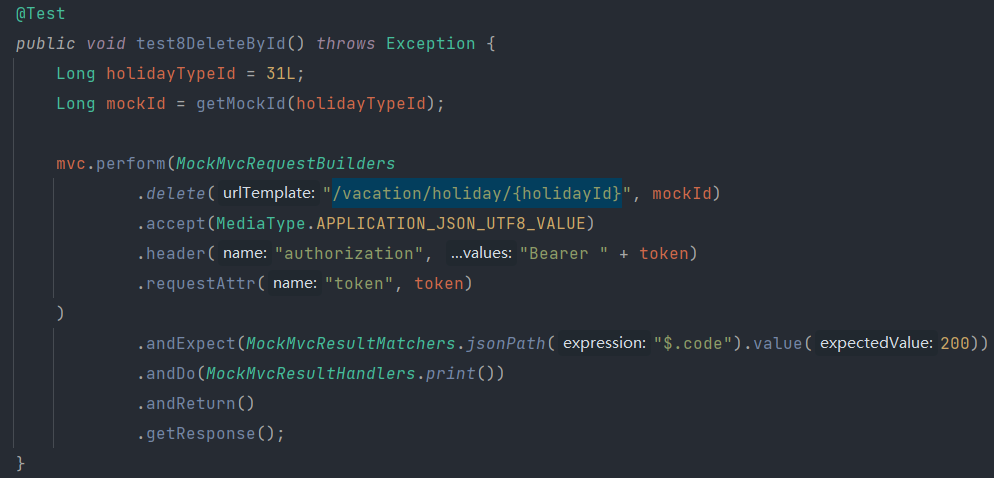 @Test
public void test8DeleteById() throws Exception {
    Long holidayTypeId = 31L;
    Long mockId = getMockId(holidayTypeId);

    mvc.perform(MockMvcRequestBuilders
            .delete( urlTemplate: "/vacation/holiday/{holidayId}", mockId)
            .accept(MediaType.APPLICATION_JSON_UTF8_VALUE)
            .header( name: "authorization", ...values: "Bearer " + token)
            .requestAttr( name: "token", token)
    )
            .andExpect(MockMvcResultMatchers.jsonPath( expression: "$.code").value( expectedValue: 200))
            .andDo(MockMvcResultHandlers.print())
            .andReturn()
            .getResponse();
}